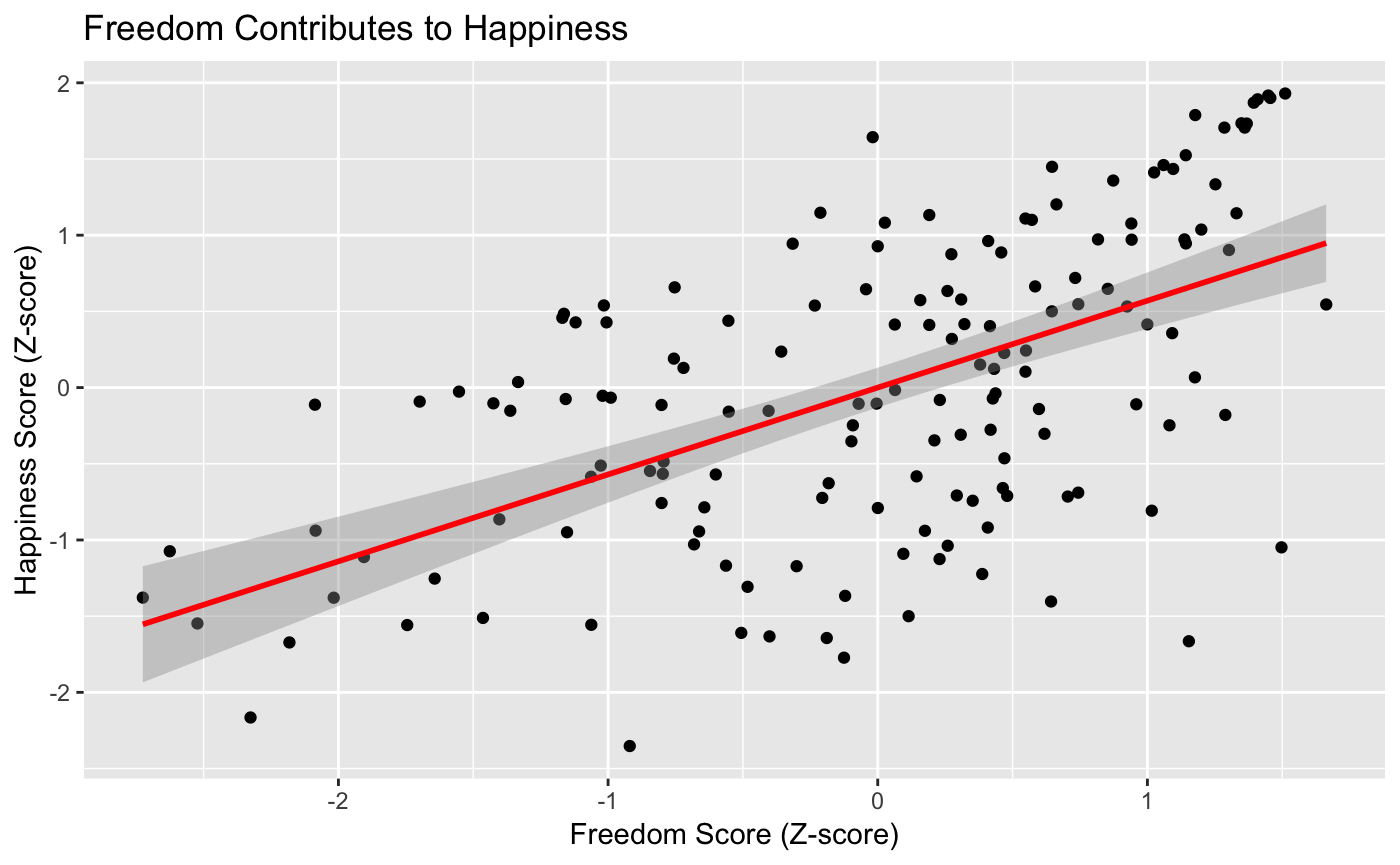 Freedom Contributes to Happiness
Happiness Score (Z-score)
2
1
0
-1
-2
-2 -1 0 1
Freedom Score (Z-score)